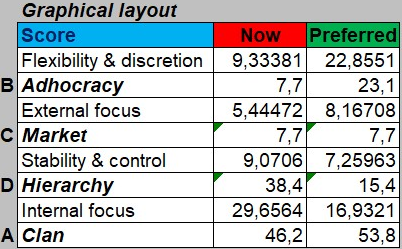 Graphical layout
Score Now Preferred
Flexibility & discretion 9,33381 22,8551
B Adhocracy 7,7 23,1
External focus 5,44472 8,16708
C Market 7,7 7,7
Stability & control 9,0706 7,25963
D Hierarchy 38,4 15,4
Internal focus 29,6564 16,9321
A Clan 46,2 53,8